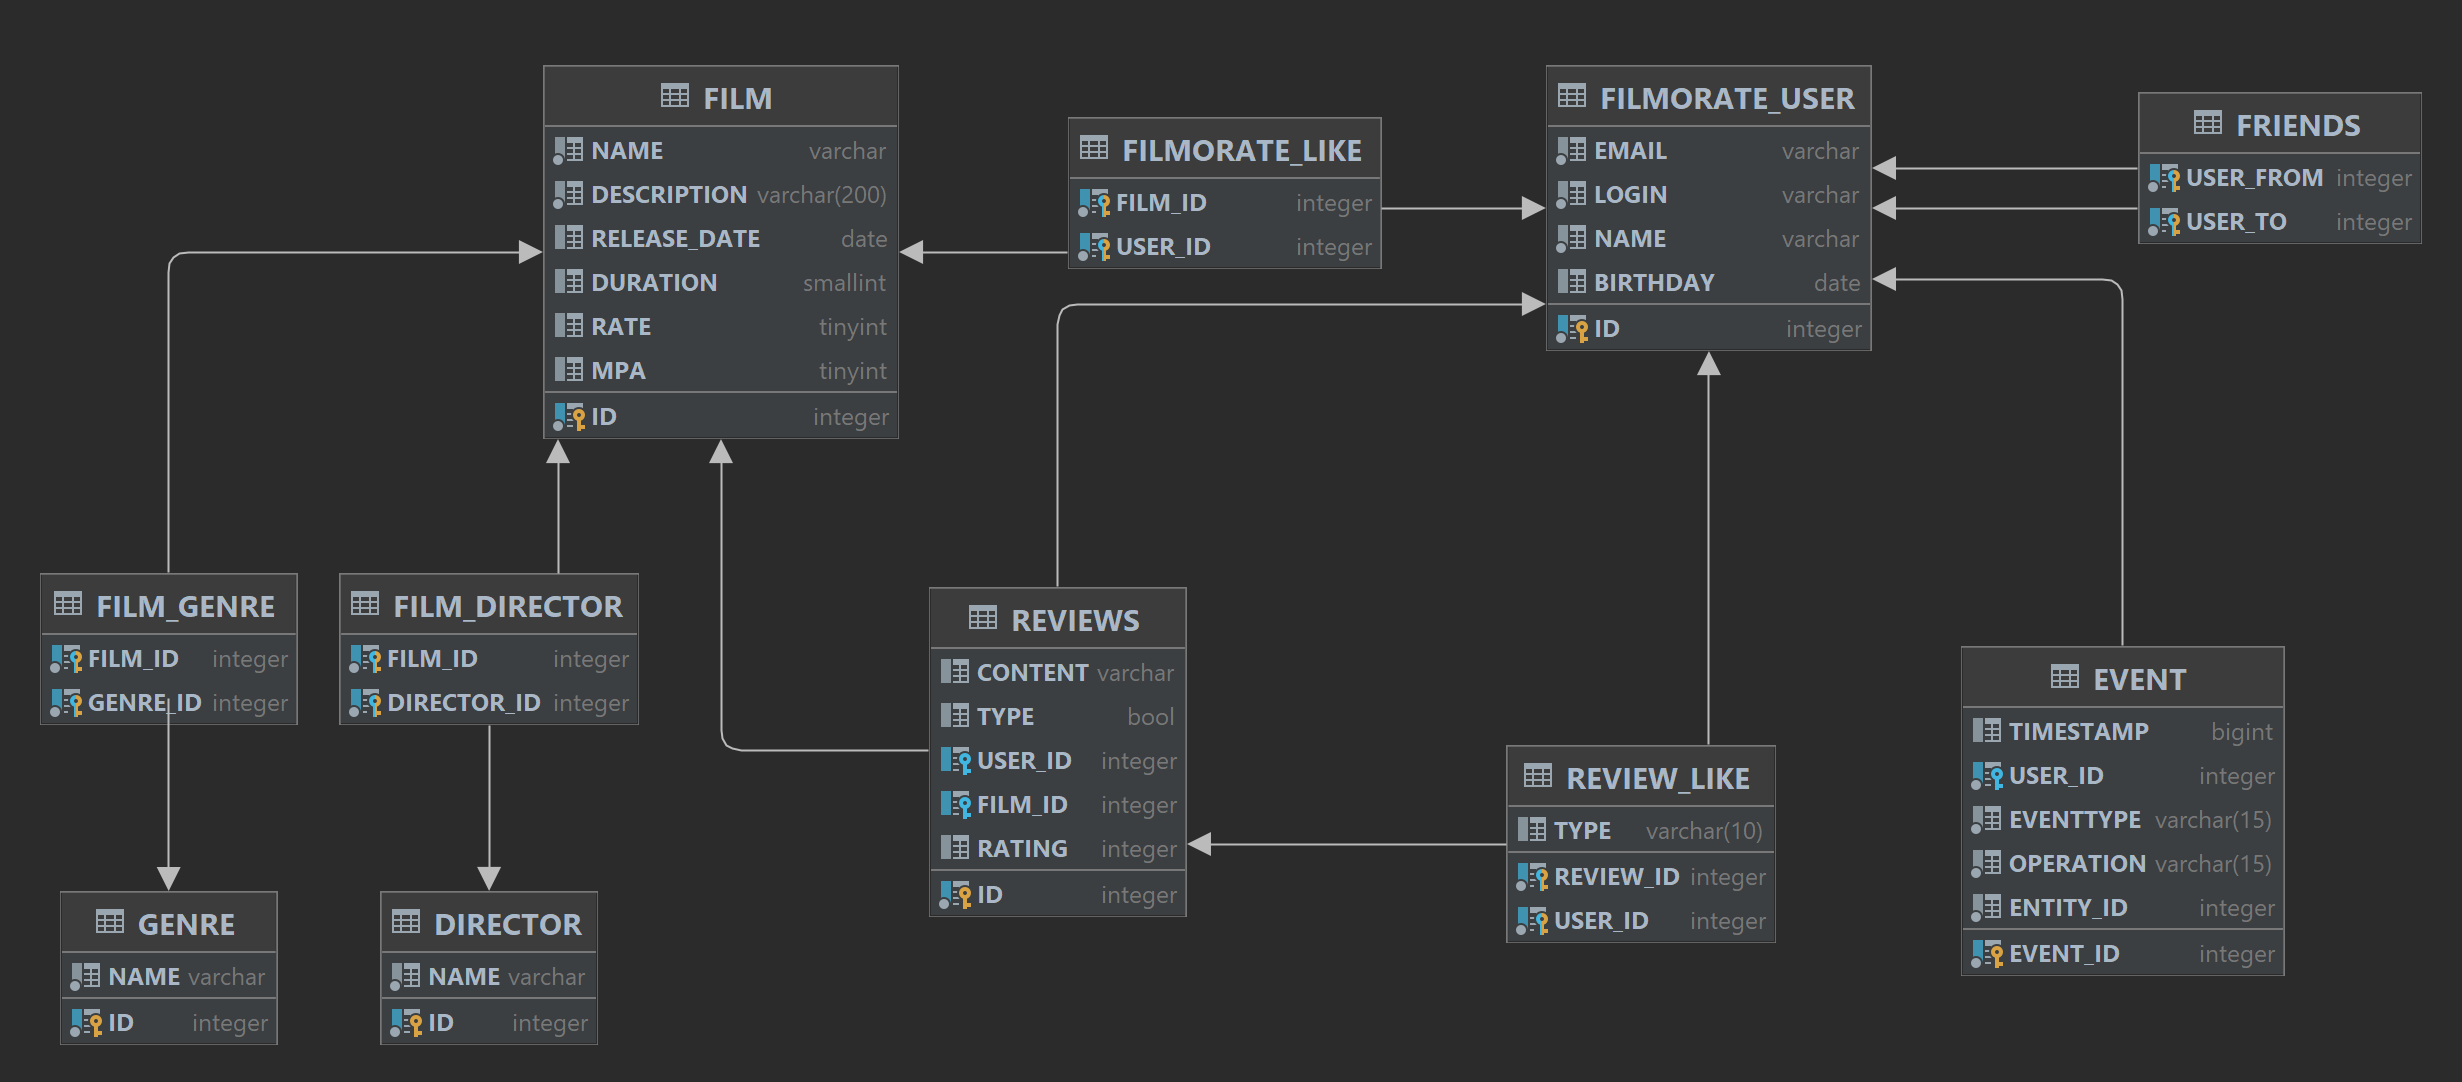 FILM
NAME varchar
DESCRIPTION varchar(200)
RELEASE_DATE date
DURATION smallint
RATE tinyint
MPA tinyint
ID integer
FILMORATE_LIKE
FILM_ID integer
USER_ID integer
FILMORATE_USER
EMAIL varchar
LOGIN varchar
NAME varchar
BIRTHDAY date
ID integer
FRIENDS
USER_FROM integer
USER_TO integer
FILM_GENRE
FILM_ID integer
GENRE_ID integer
FILM_DIRECTOR
FILM_ID integer
DIRECTOR_ID integer
REVIEWS
CONTENT varchar
TYPE bool
USER_ID integer
FILM_ID integer
RATING integer
ID integer
REVIEW_LIKE
TYPE varchar(10)
REVIEW_ID integer
USER_ID integer
EVENT
TIMESTAMP bigint
USER_ID integer
EVENTTYPE varchar(15)
OPERATION varchar(15)
ENTITY_ID integer
EVENT_ID integer
GENRE
NAME varchar
ID integer
DIRECTOR
NAME varchar
ID integer